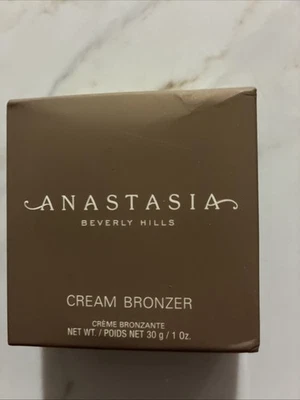 ANASTASIA
BEVERLY HILLS
CREAM BRONZER
CRÈME BRONZANTE
NET WT. / POIDS NET 30 g / 1 Oz.